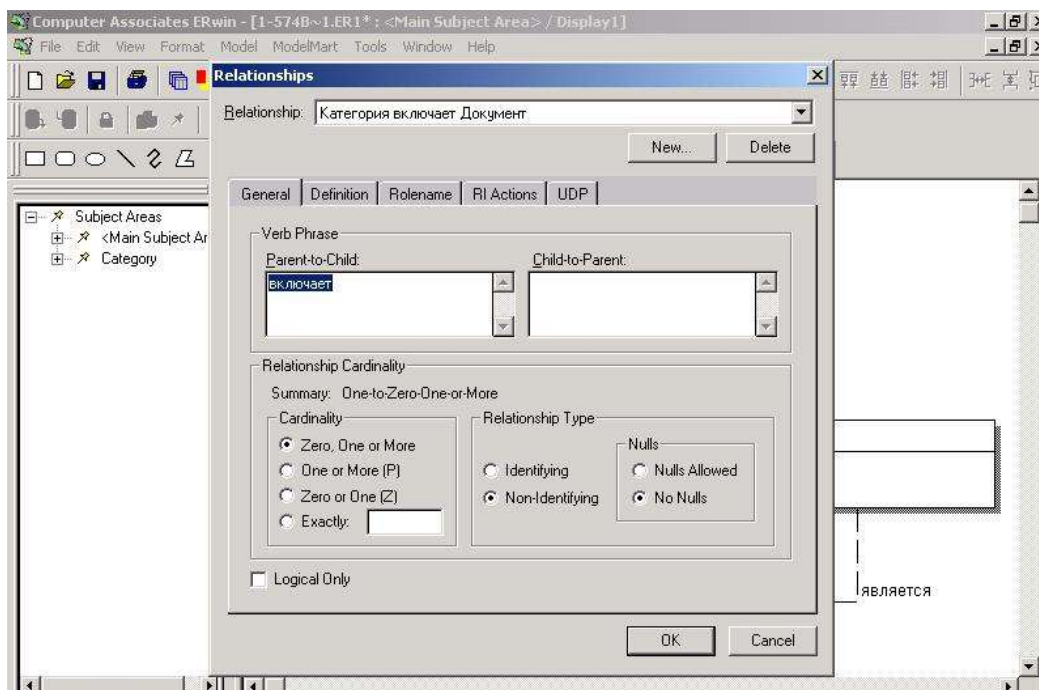 Computer Associates ERwin - [1-574B~1.ER1* : <Main Subject Area> / Display1]
File Edit View Format Model ModelMart Tools Window Help
Relationships
Relationship: Категория включает Документ
New... Delete
General Definition Rolename RI Actions UDP
Subject Areas
<Main Subject Ar
Category
Verb Phrase
Parent-to-Child: Child-to-Parent:
включает
Relationship Cardinality
Summary: One-to-Zero-One-or-More
Cardinality Relationship Type
Nulls
Zero, One or More
One or More (P)
Zero or One (Z)
Exactly:
Identifying
Non-Identifying
Nulls Allowed
No Nulls
Logical Only
является
OK Cancel